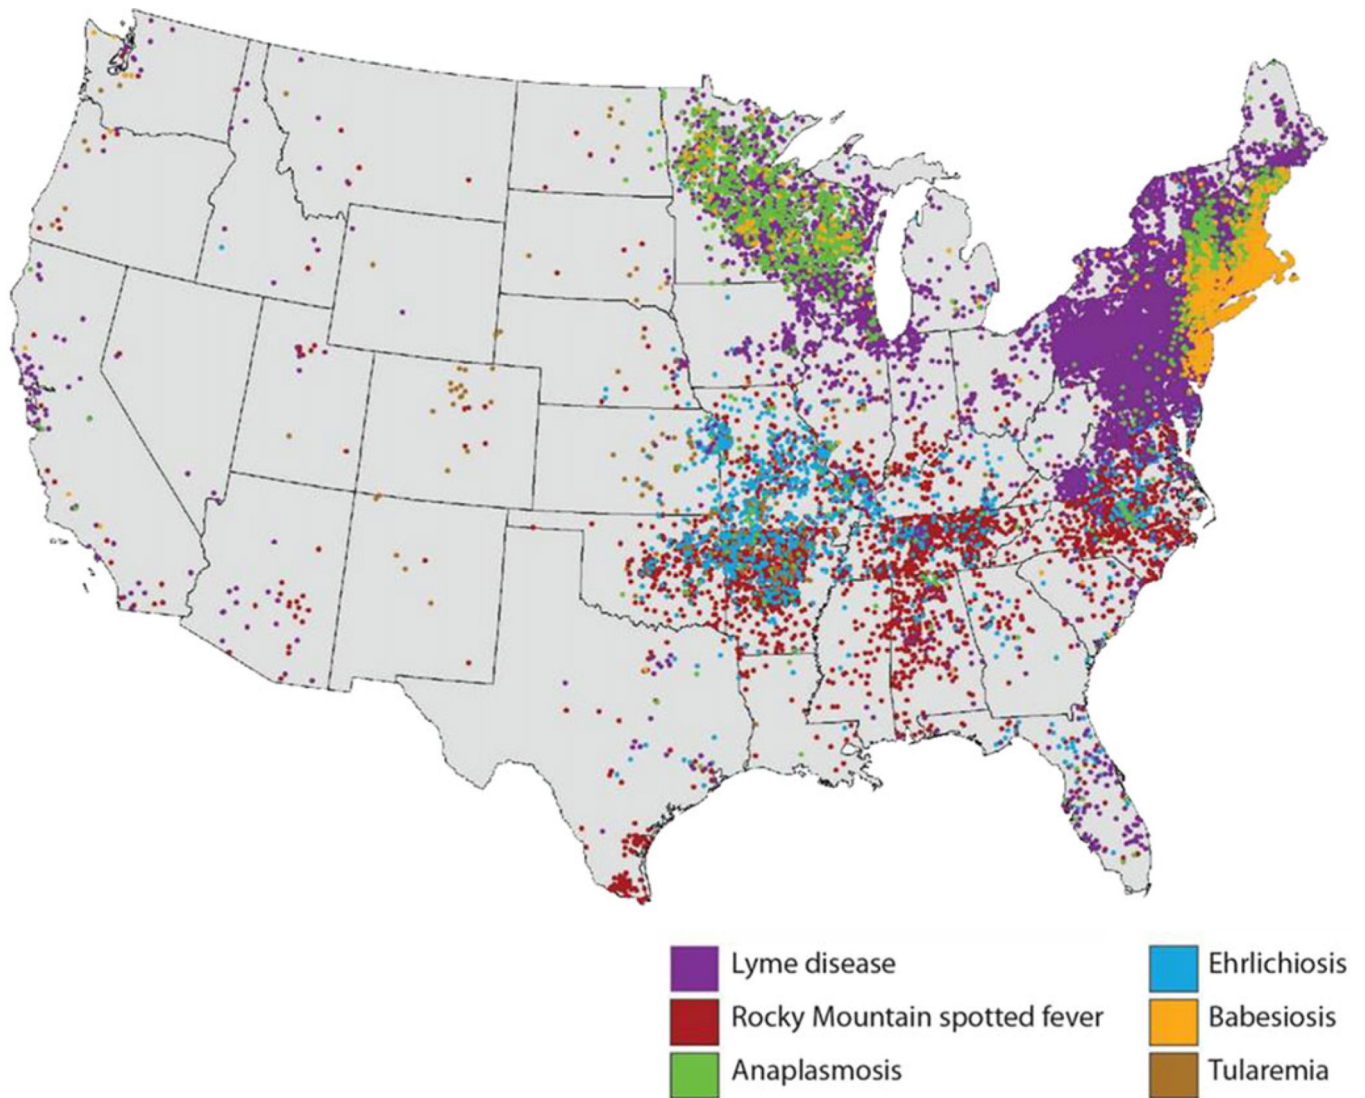 Lyme disease
Rocky Mountain spotted fever
Anaplasmosis
Ehrlichiosis
Babesiosis
Tularemia